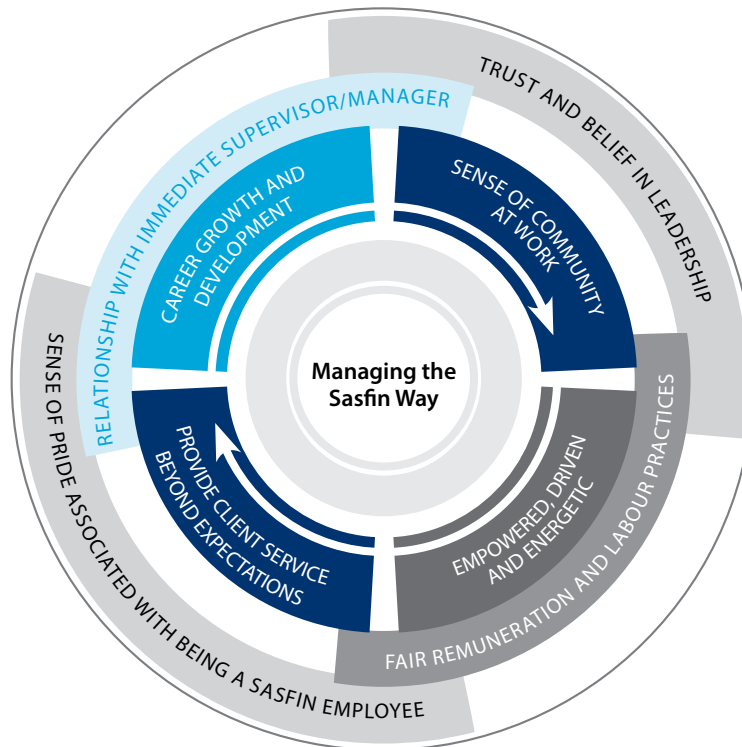 TRUST AND BELIEF IN LEADERSHIP
RELATIONSHIP WITH IMMEDIATE SUPERVISOR/MANAGER
CAREER GROWTH AND
DEVELOPMENT
SENSE OF COMMUNITY
AT WORK
Managing the
Sasfin Way
PROVIDE CLIENT SERVICE
BEYOND EXPECTATIONS
EMPOWERED, DRIVEN
AND ENERGETIC
FAIR REMUNERATION AND LABOUR PRACTICES
SENSE OF PRIDE ASSOCIATED WITH BEING A SASFIN EMPLOYEE